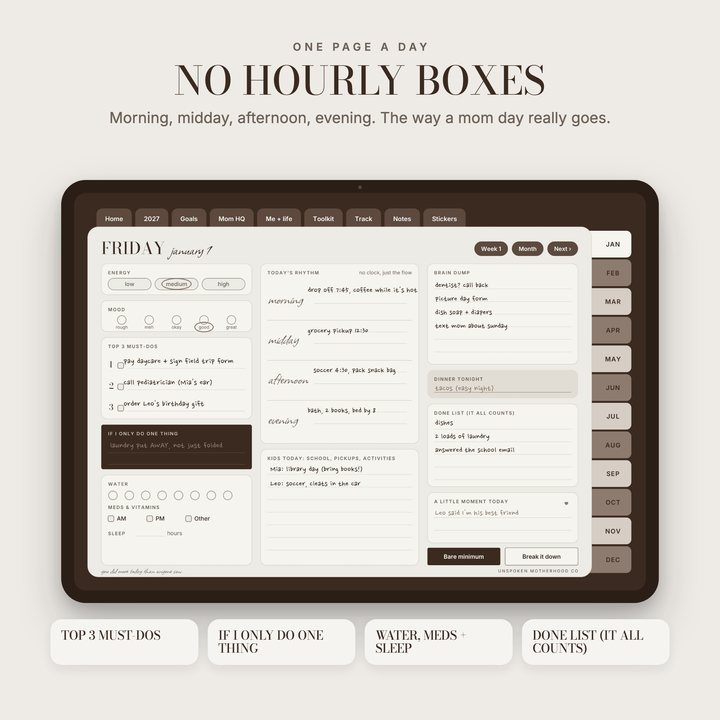 ONE PAGE A DAY
NO HOURLY BOXES
Morning, midday, afternoon, evening. The way a mom day really goes.
Home 2027 Goals Mom HQ Me + life Toolkit Track Notes Stickers
FRIDAY january 1
Week 1 Month Next ›
ENERGY
low medium high
MOOD
rough meh okay good great
TOP 3 MUST-DOS
1 pay daycare + sign field trip form
2 call pediatrician (Mia's ear)
3 order Leo's birthday gift
IF I ONLY DO ONE THING
laundry put AWAY, not just folded
WATER
MEDS & VITAMINS
AM PM Other
SLEEP hours
you did more today than anyone saw
TODAY'S RHYTHM no clock, just the flow
drop off 7:45, coffee while it's hot
morning
grocery pickup 12:30
midday
soccer 4:30, pack snack bag
afternoon
bath, 2 books, bed by 8
evening
KIDS TODAY: SCHOOL, PICKUPS, ACTIVITIES
Mia: library day (bring books!)
Leo: soccer, cleats in the car
BRAIN DUMP
dentist? call back
picture day form
dish soap + diapers
text mom about sunday
DINNER TONIGHT
tacos (easy night)
DONE LIST (IT ALL COUNTS)
dishes
2 loads of laundry
answered the school email
A LITTLE MOMENT TODAY
Leo said i'm his best friend
Bare minimum Break it down
UNSPOKEN MOTHERHOOD CO
JAN
FEB
MAR
APR
MAY
JUN
JUL
AUG
SEP
OCT
NOV
DEC
TOP 3 MUST-DOS
IF I ONLY DO ONE
THING
WATER, MEDS +
SLEEP
DONE LIST (IT ALL
COUNTS)